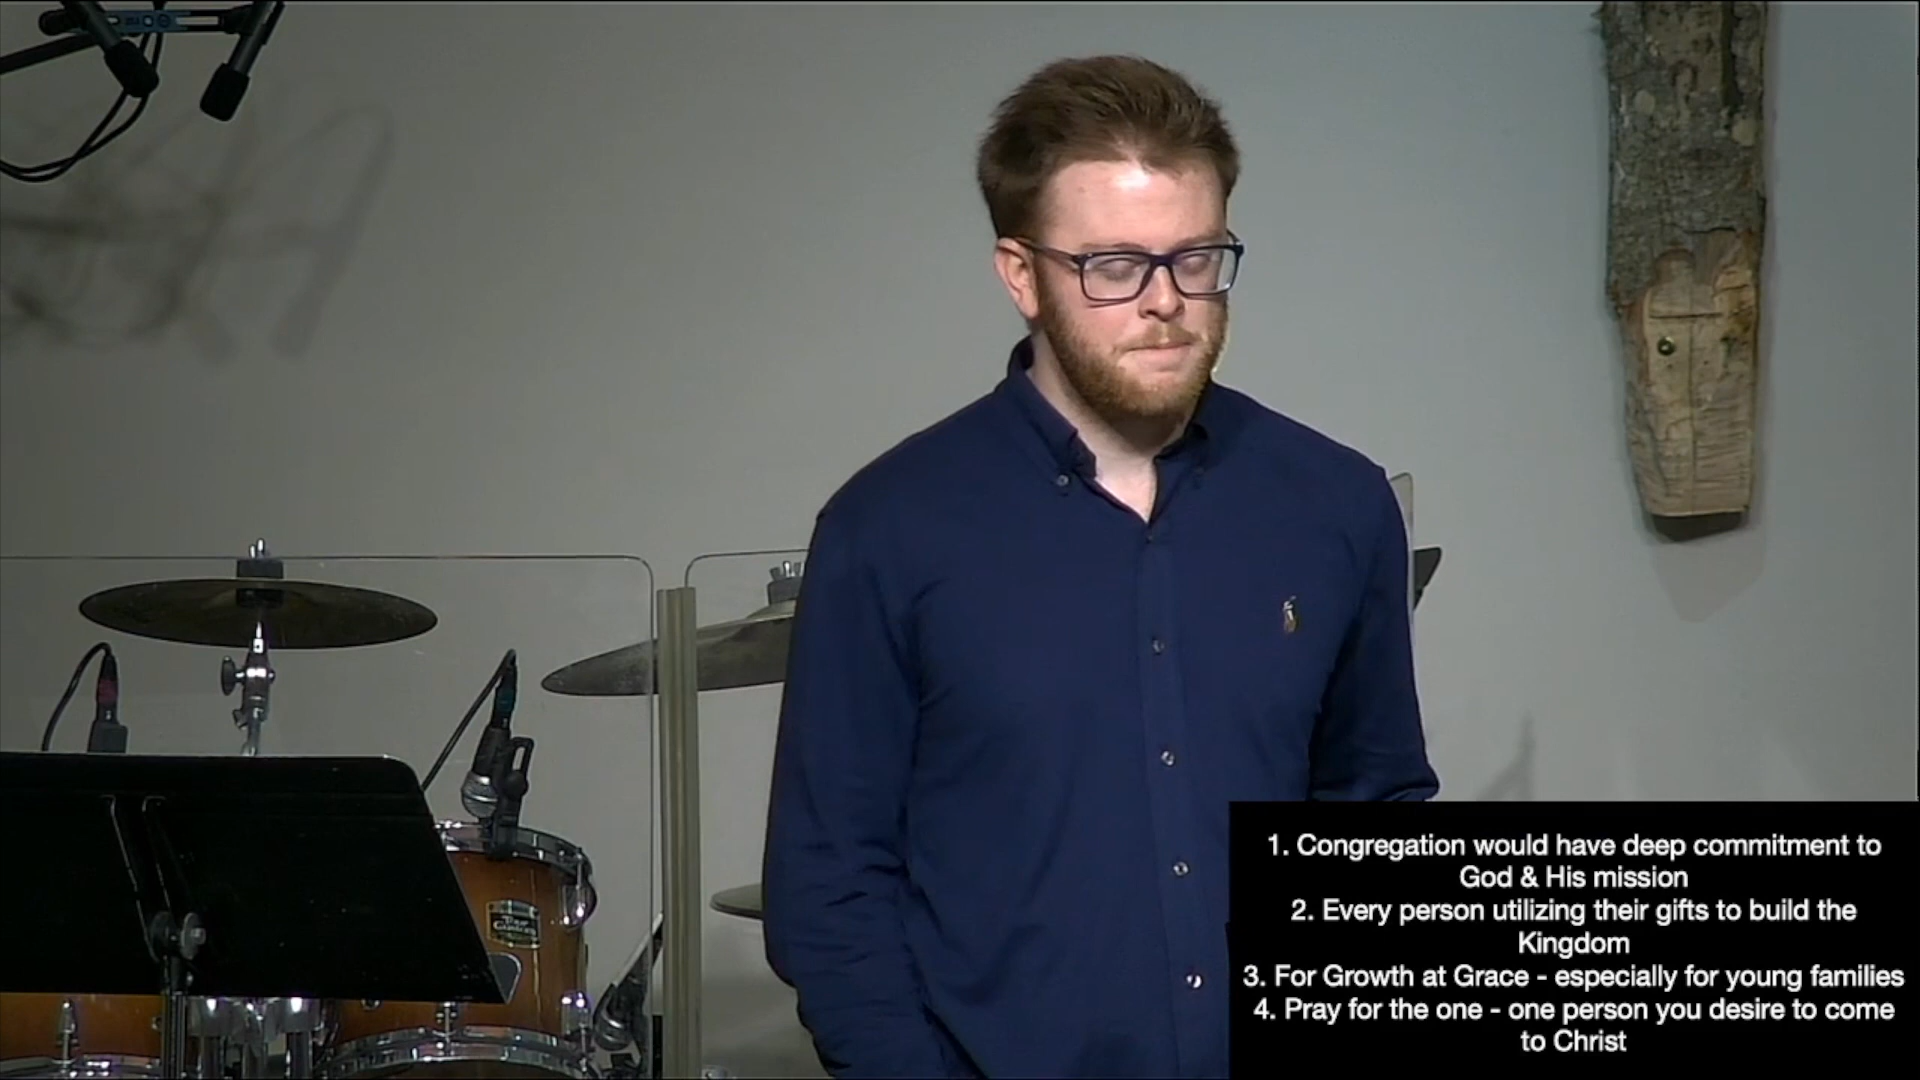 1. Congregation would have deep commitment to
God & His mission
2. Every person utilizing their gifts to build the
Kingdom
3. For Growth at Grace - especially for young families
4. Pray for the one - one person you desire to come
to Christ
Tour
Custom